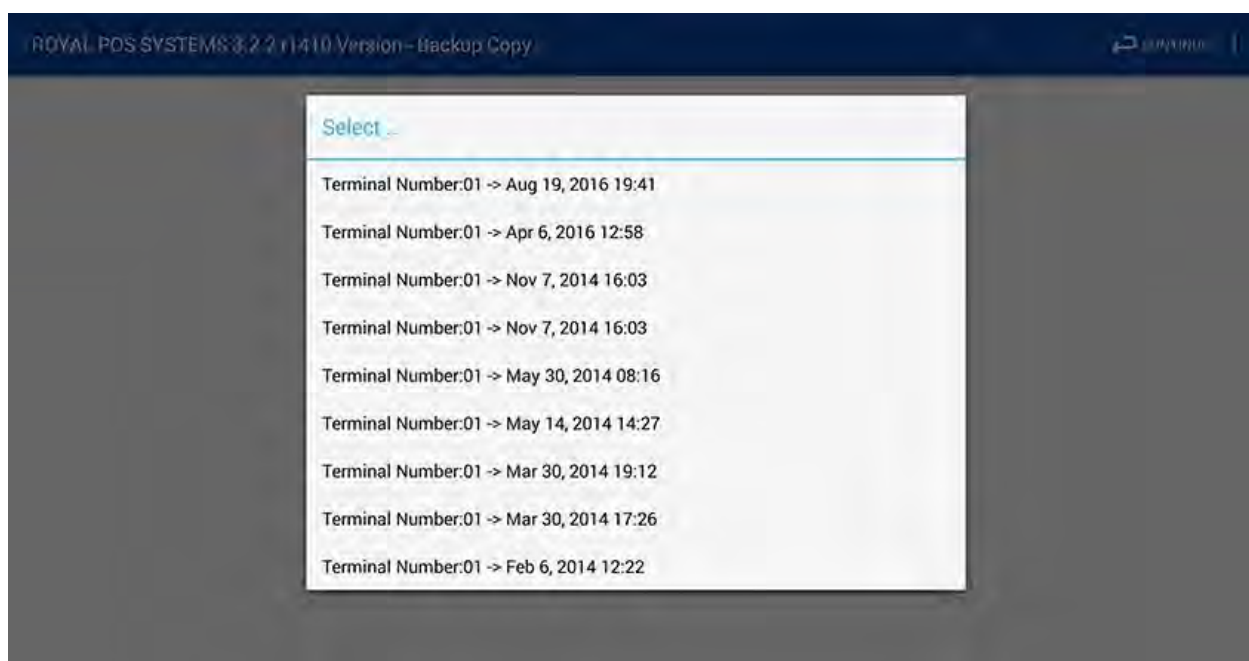 ROYAL POS SYSTEMS 3.2.2 r1410 Version - Backup Copy
CONTINUE
Select ...
Terminal Number:01 -> Aug 19, 2016 19:41
Terminal Number:01 -> Apr 6, 2016 12:58
Terminal Number:01 -> Nov 7, 2014 16:03
Terminal Number:01 -> Nov 7, 2014 16:03
Terminal Number:01 -> May 30, 2014 08:16
Terminal Number:01 -> May 14, 2014 14:27
Terminal Number:01 -> Mar 30, 2014 19:12
Terminal Number:01 -> Mar 30, 2014 17:26
Terminal Number:01 -> Feb 6, 2014 12:22